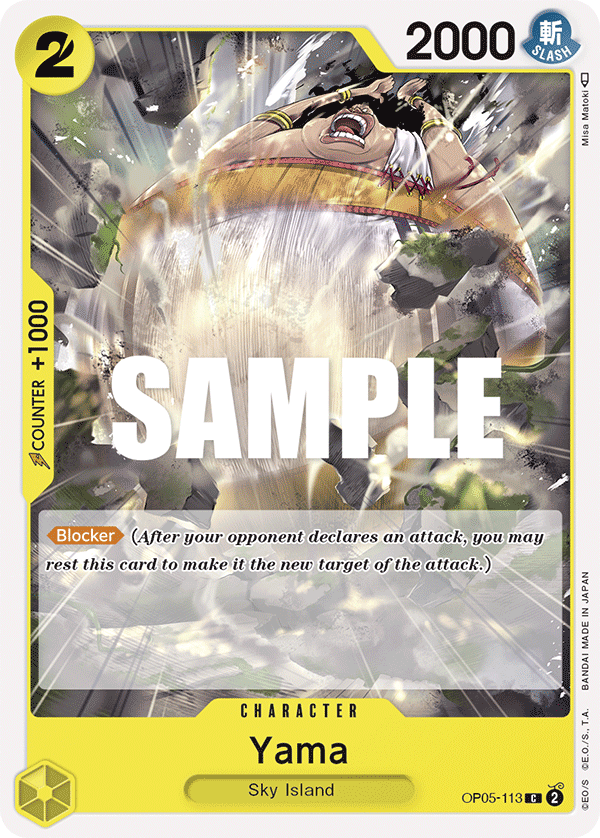 2
2000
斬
SLASH
Misa Matoki
COUNTER +1000
SAMPLE
Blocker (After your opponent declares an attack, you may
rest this card to make it the new target of the attack.)
CHARACTER
Yama
Sky Island
OP05-113 C 2
©E.O/S ©E.O./S., T.A. BANDAI MADE IN JAPAN